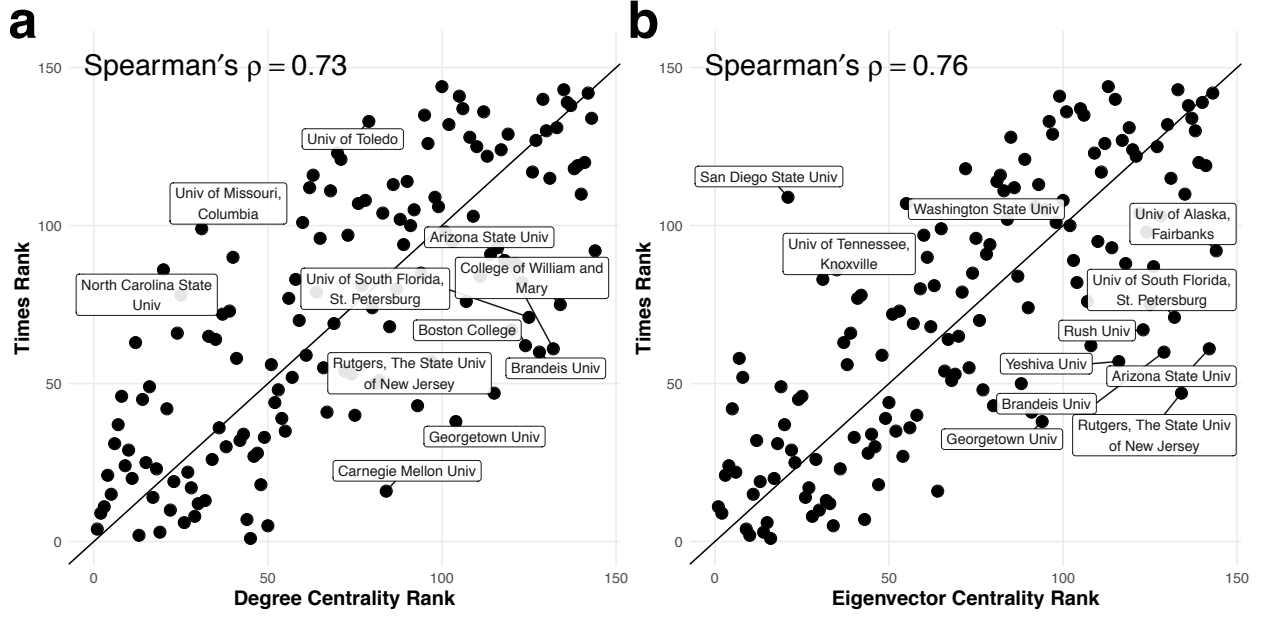 a
Spearman's ρ = 0.73
150
100
50
0
Times Rank
Univ of Toledo
Univ of Missouri,
Columbia
Arizona State Univ
College of William and
Mary
North Carolina State
Univ
Univ of South Florida,
St. Petersburg
Boston College
Brandeis Univ
Rutgers, The State Univ
of New Jersey
Georgetown Univ
Carnegie Mellon Univ
0
50
100
150
Degree Centrality Rank
b
Spearman's ρ = 0.76
150
100
50
0
Times Rank
San Diego State Univ
Washington State Univ
Univ of Alaska,
Fairbanks
Univ of Tennessee,
Knoxville
Univ of South Florida,
St. Petersburg
Rush Univ
Yeshiva Univ
Arizona State Univ
Brandeis Univ
Rutgers, The State Univ
of New Jersey
Georgetown Univ
0
50
100
150
Eigenvector Centrality Rank